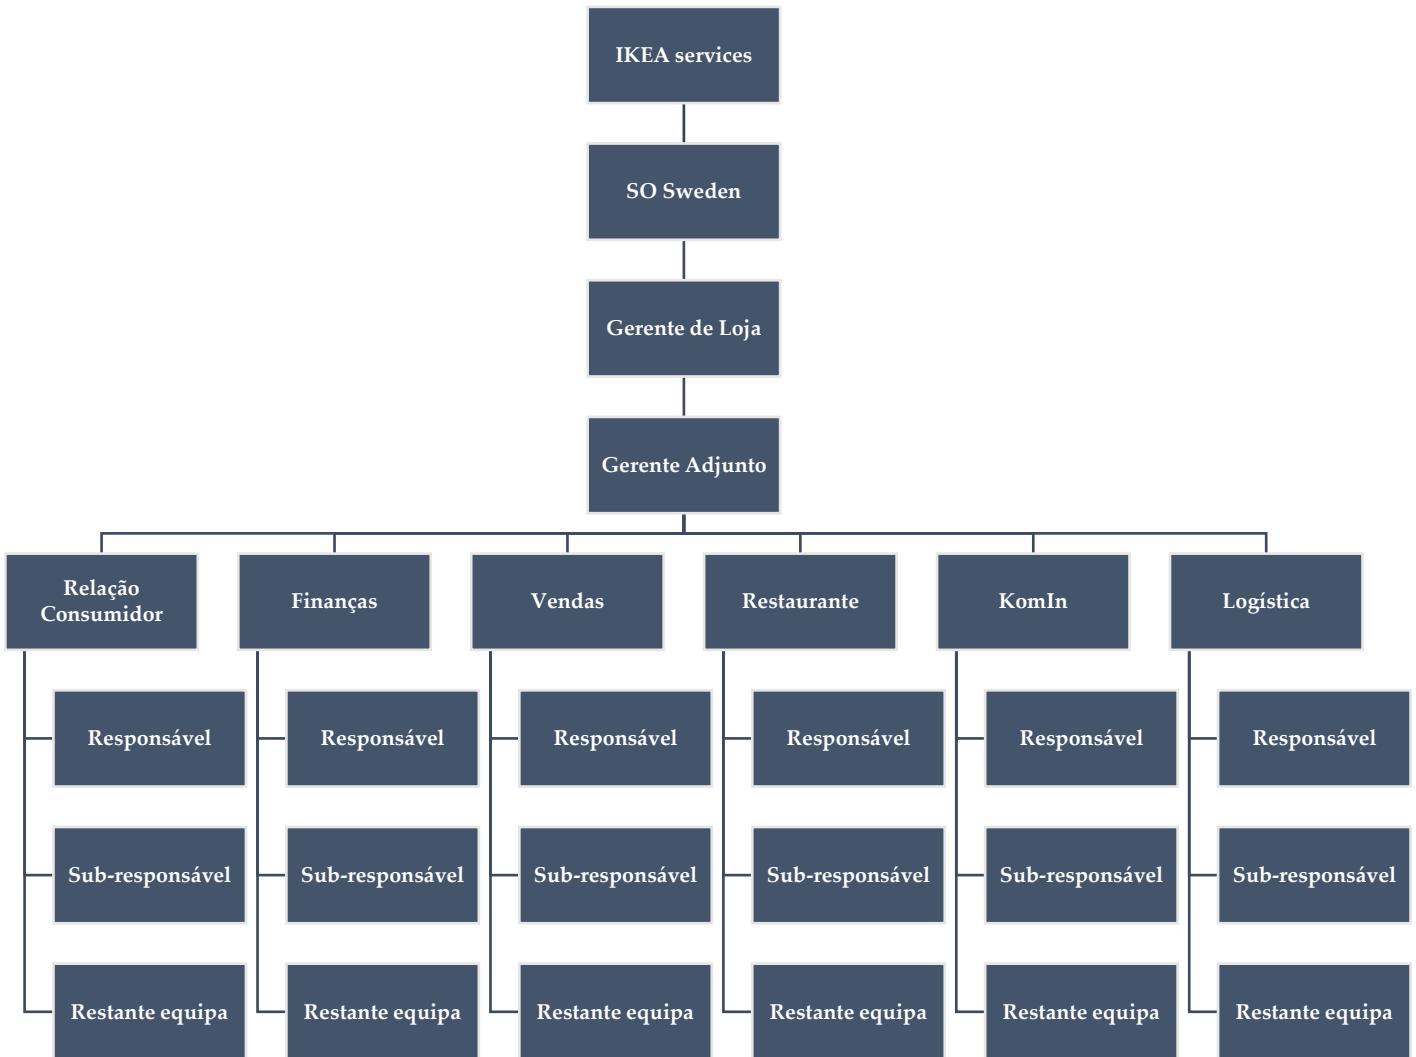 IKEA services
SO Sweden
Gerente de Loja
Gerente Adjunto
Relação
Consumidor
Finanças
Vendas
Restaurante
KomIn
Logística
Responsável
Responsável
Responsável
Responsável
Responsável
Responsável
Sub-responsável
Sub-responsável
Sub-responsável
Sub-responsável
Sub-responsável
Sub-responsável
Restante equipa
Restante equipa
Restante equipa
Restante equipa
Restante equipa
Restante equipa